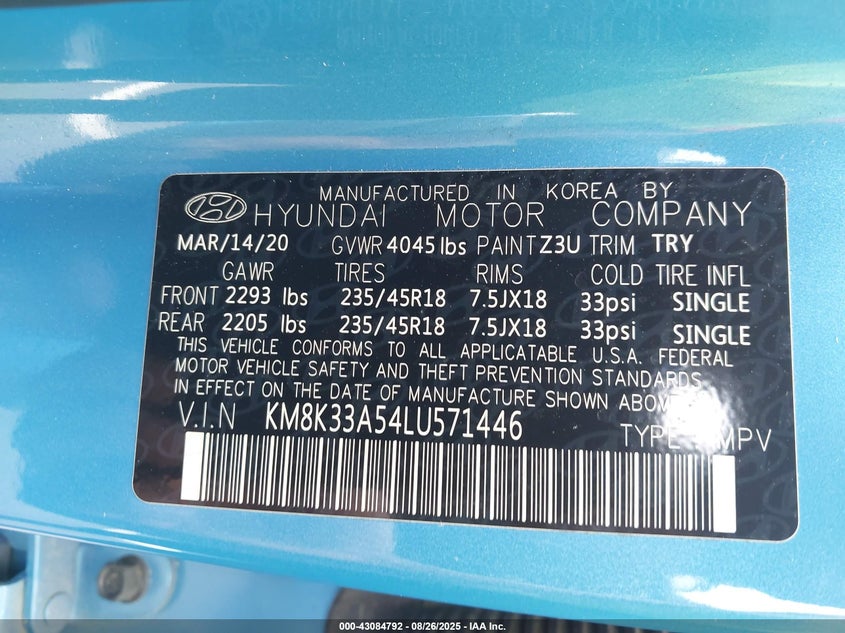 MANUFACTURED IN KOREA BY
HYUNDAI MOTOR COMPANY
MAR/14/20 GVWR 4045 lbs PAINT Z3U TRIM TRY
GAWR TIRES RIMS COLD TIRE INFL
FRONT 2293 lbs 235/45R18 7.5JX18 33psi SINGLE
REAR 2205 lbs 235/45R18 7.5JX18 33psi SINGLE
THIS VEHICLE CONFORMS TO ALL APPLICATABLE U.S.A. FEDERAL
MOTOR VEHICLE SAFETY AND THEFT PREVENTION STANDARDS
IN EFFECT ON THE DATE OF MANUFACTURE SHOWN ABOVE
V.I.N KM8K33A54LU571446 TYPE MPV
000-43084792 - 08/26/2025 - IAA Inc.